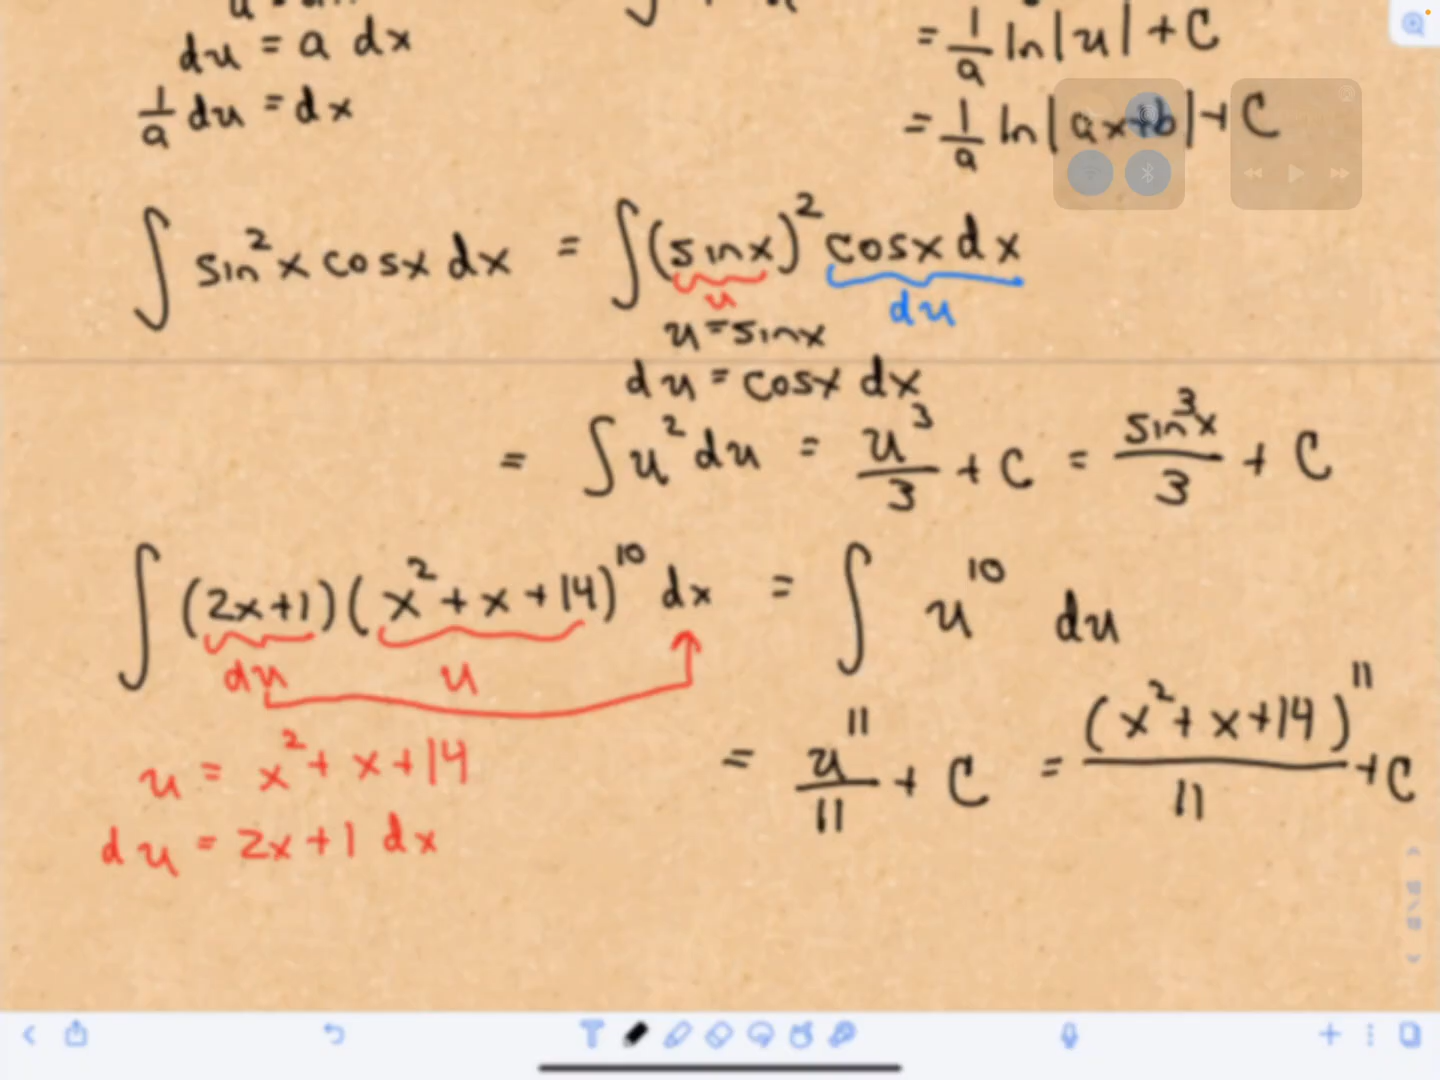 du = a dx
1/a du = dx
= 1/a ln|u| + C
= 1/a ln|ax+b| + C
∫ sin²x cosx dx = ∫(sinx)² cosx dx
u
du
u = sinx
du = cosx dx
= ∫u² du = u³/3 + C = sin³x/3 + C
∫ (2x+1)(x²+x+14)¹⁰ dx = ∫ u¹⁰ du
du
u
= u¹¹/11 + C = (x²+x+14)¹¹/11 + C
u = x²+x+14
du = 2x+1 dx